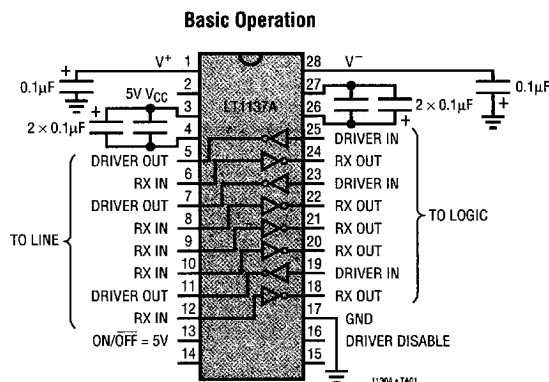 Basic Operation
V+ 1 28 V−
0.1µF + 2 27 0.1µF +
5V VCC LT1137A
+ 3 26 +
2 × 0.1µF 4 25 DRIVER IN 2 × 0.1µF
DRIVER OUT 5 24 RX OUT
RX IN 6 23 DRIVER IN
DRIVER OUT 7 22 RX OUT
TO LINE RX IN 8 21 RX OUT TO LOGIC
RX IN 9 20 RX OUT
RX IN 10 19 DRIVER IN
DRIVER OUT 11 18 RX OUT
RX IN 12 17 GND
ON/OFF = 5V 13 16 DRIVER DISABLE
14 15
1130A • TA01